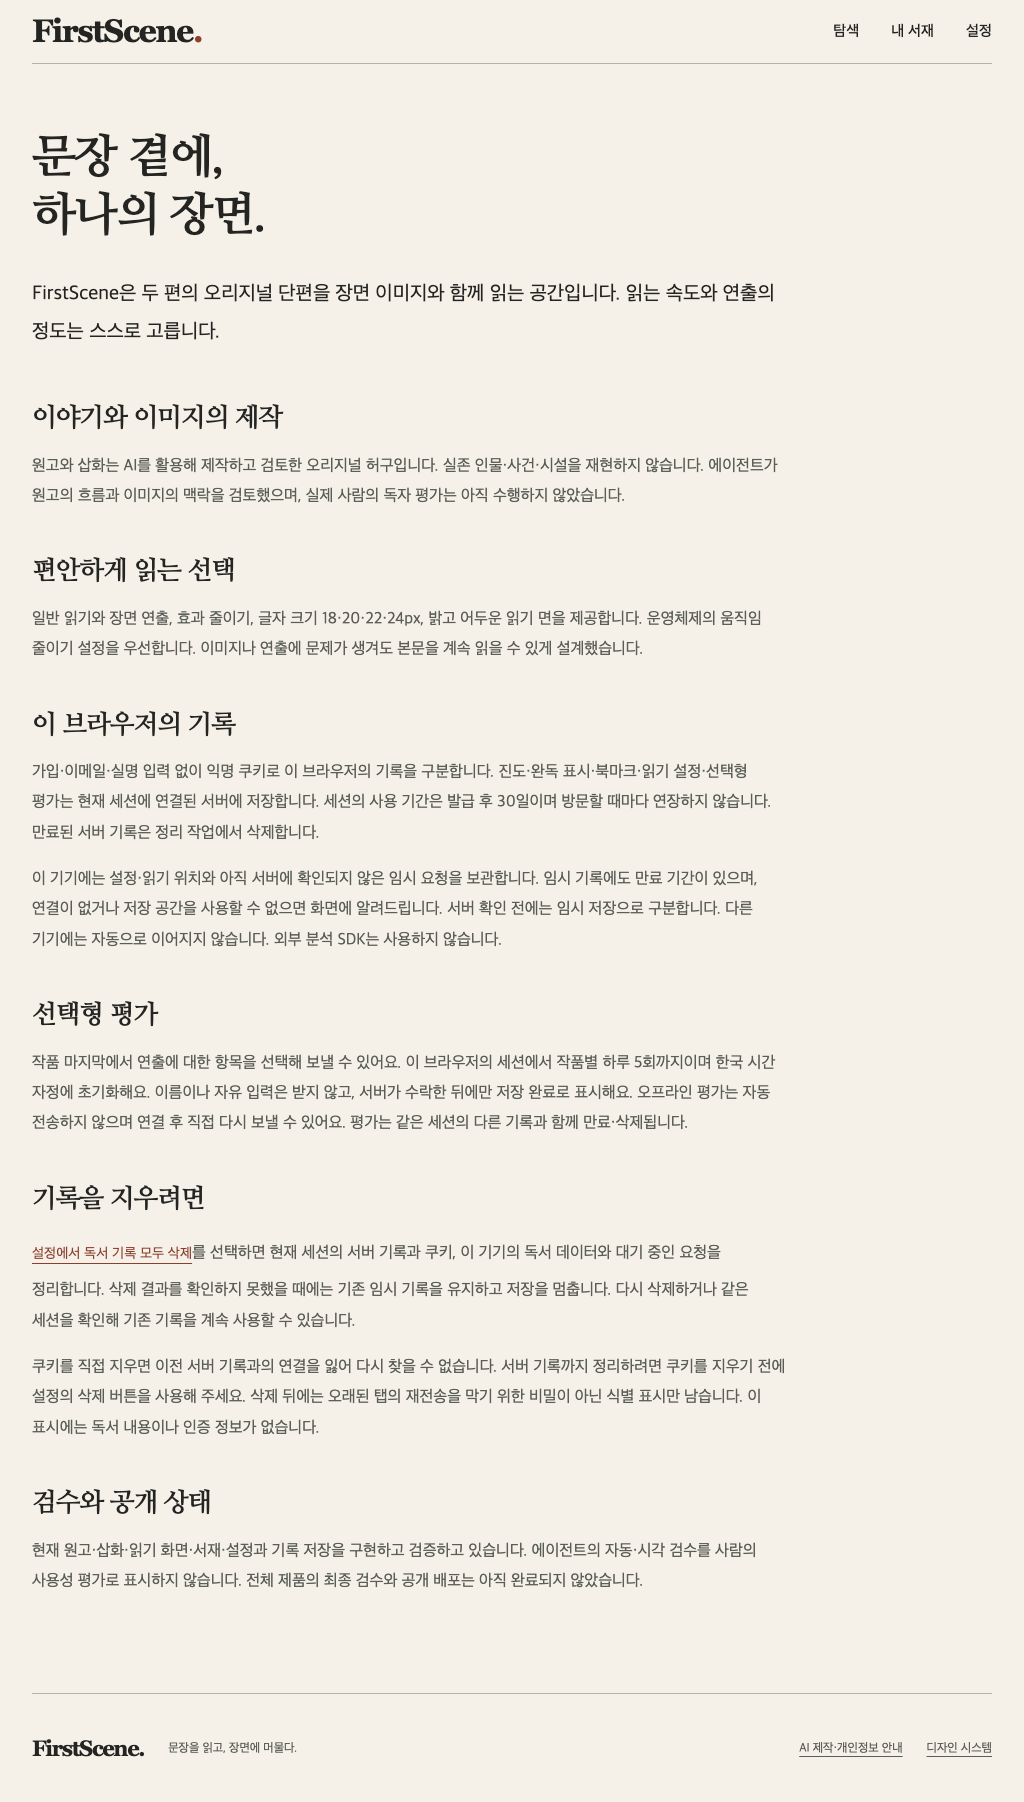 FirstScene.
탐색
내 서재
설정
문장 곁에,
하나의 장면.
FirstScene은 두 편의 오리지널 단편을 장면 이미지와 함께 읽는 공간입니다. 읽는 속도와 연출의
정도는 스스로 고릅니다.
이야기와 이미지의 제작
원고와 삽화는 AI를 활용해 제작하고 검토한 오리지널 허구입니다. 실존 인물·사건·시설을 재현하지 않습니다. 에이전트가
원고의 흐름과 이미지의 맥락을 검토했으며, 실제 사람의 독자 평가는 아직 수행하지 않았습니다.
편안하게 읽는 선택
일반 읽기와 장면 연출, 효과 줄이기, 글자 크기 18·20·22·24px, 밝고 어두운 읽기 면을 제공합니다. 운영체제의 움직임
줄이기 설정을 우선합니다. 이미지나 연출에 문제가 생겨도 본문을 계속 읽을 수 있게 설계했습니다.
이 브라우저의 기록
가입·이메일·실명 입력 없이 익명 쿠키로 이 브라우저의 기록을 구분합니다. 진도·완독 표시·북마크·읽기 설정·선택형
평가는 현재 세션에 연결된 서버에 저장합니다. 세션의 사용 기간은 발급 후 30일이며 방문할 때마다 연장하지 않습니다.
만료된 서버 기록은 정리 작업에서 삭제합니다.
이 기기에는 설정·읽기 위치와 아직 서버에 확인되지 않은 임시 요청을 보관합니다. 임시 기록에도 만료 기간이 있으며,
연결이 없거나 저장 공간을 사용할 수 없으면 화면에 알려드립니다. 서버 확인 전에는 임시 저장으로 구분합니다. 다른
기기에는 자동으로 이어지지 않습니다. 외부 분석 SDK는 사용하지 않습니다.
선택형 평가
작품 마지막에서 연출에 대한 항목을 선택해 보낼 수 있어요. 이 브라우저의 세션에서 작품별 하루 5회까지이며 한국 시간
자정에 초기화해요. 이름이나 자유 입력은 받지 않고, 서버가 수락한 뒤에만 저장 완료로 표시해요. 오프라인 평가는 자동
전송하지 않으며 연결 후 직접 다시 보낼 수 있어요. 평가는 같은 세션의 다른 기록과 함께 만료·삭제됩니다.
기록을 지우려면
설정에서 독서 기록 모두 삭제를 선택하면 현재 세션의 서버 기록과 쿠키, 이 기기의 독서 데이터와 대기 중인 요청을
정리합니다. 삭제 결과를 확인하지 못했을 때에는 기존 임시 기록을 유지하고 저장을 멈춥니다. 다시 삭제하거나 같은
세션을 확인해 기존 기록을 계속 사용할 수 있습니다.
쿠키를 직접 지우면 이전 서버 기록과의 연결을 잃어 다시 찾을 수 없습니다. 서버 기록까지 정리하려면 쿠키를 지우기 전에
설정의 삭제 버튼을 사용해 주세요. 삭제 뒤에는 오래된 탭의 재전송을 막기 위한 비밀이 아닌 식별 표시만 남습니다. 이
표시에는 독서 내용이나 인증 정보가 없습니다.
검수와 공개 상태
현재 원고·삽화·읽기 화면·서재·설정과 기록 저장을 구현하고 검증하고 있습니다. 에이전트의 자동·시각 검수를 사람의
사용성 평가로 표시하지 않습니다. 전체 제품의 최종 검수와 공개 배포는 아직 완료되지 않았습니다.
FirstScene.
문장을 읽고, 장면에 머물다.
AI 제작·개인정보 안내
디자인 시스템